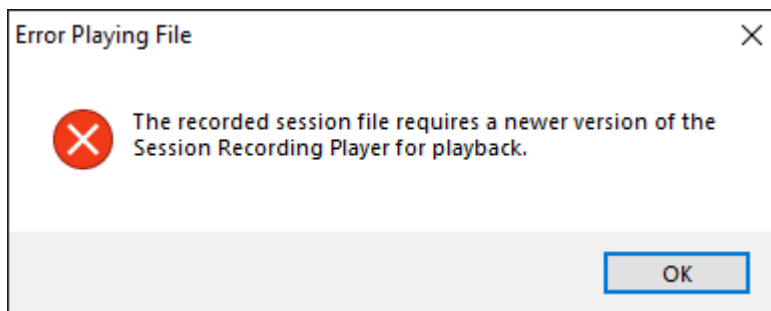 Error Playing File
The recorded session file requires a newer version of the
Session Recording Player for playback.
OK